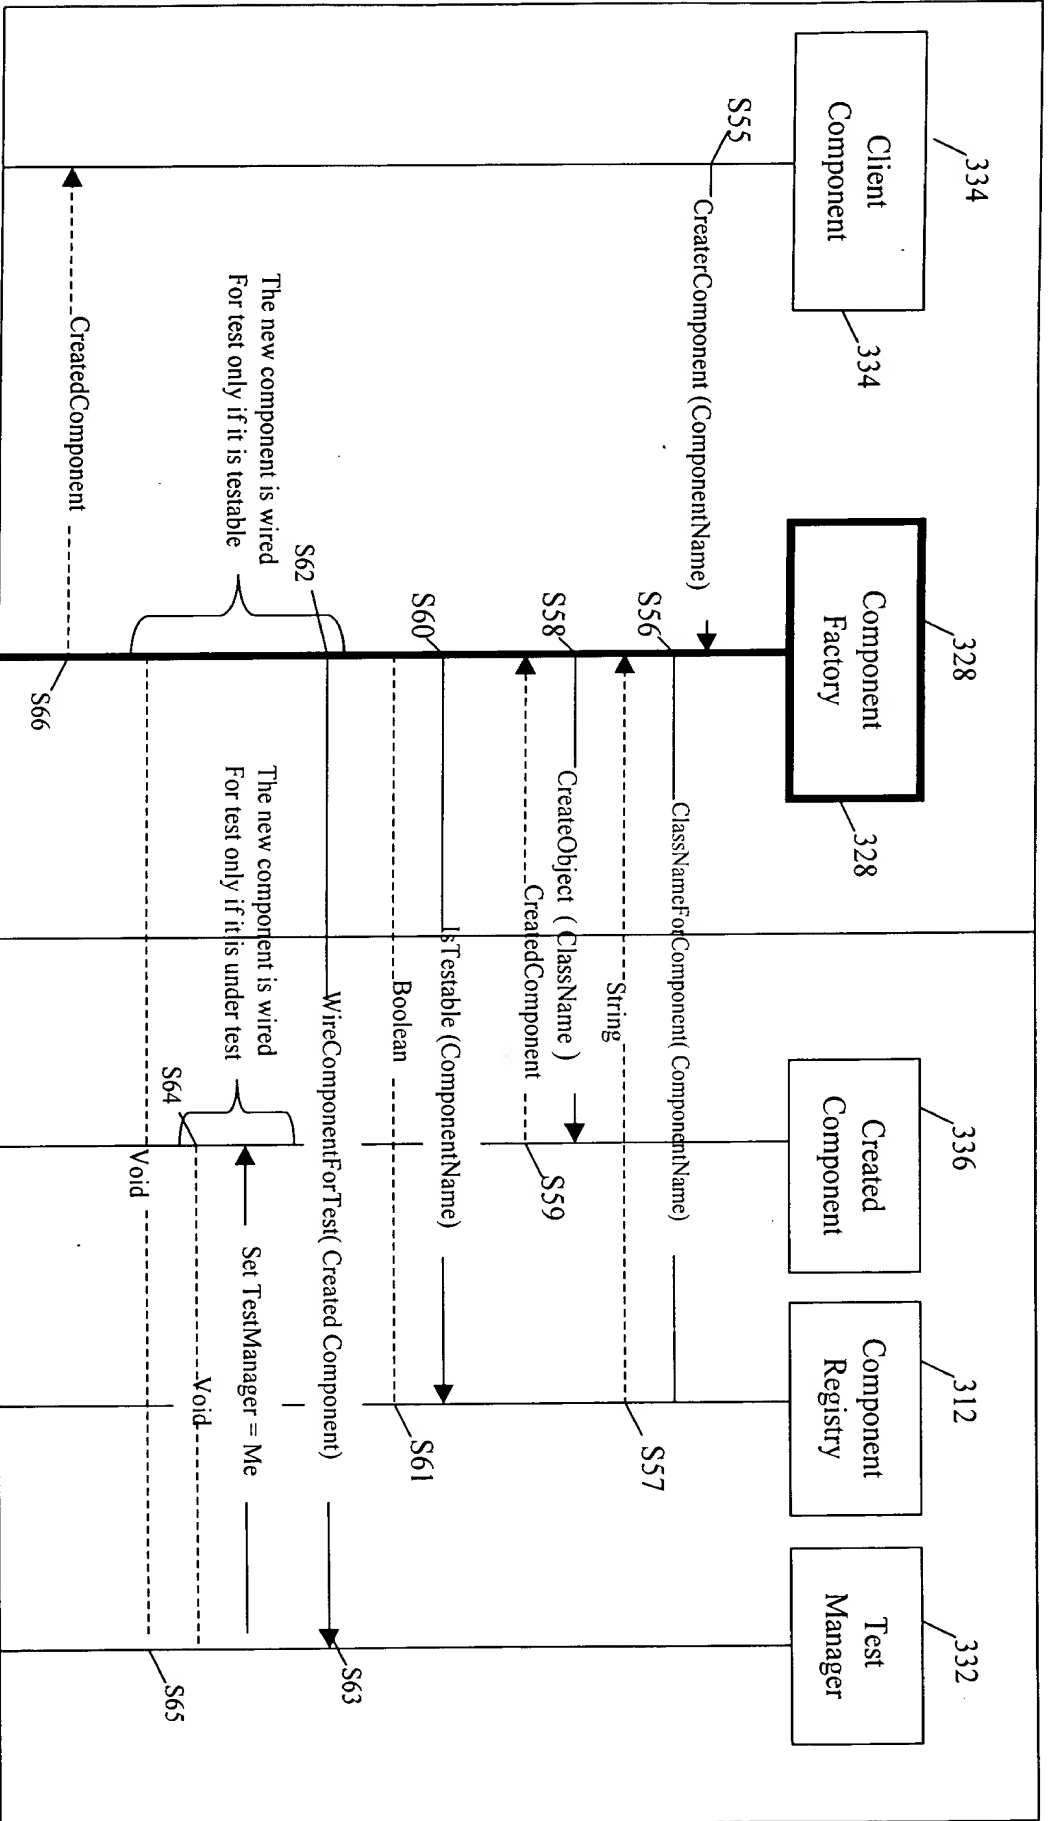 334
328
336
312
332
Client
Component
Component
Factory
Created
Component
Component
Registry
Test
Manager
334
328
S55
CreaterComponent (ComponentName)
S56
ClassNameForComponent( ComponentName)
String
S57
S58
CreateObject ( ClassName )
CreatedComponent
S59
S60
IsTestable (ComponentName)
Boolean
S61
S62
WireComponentForTest( Created Component)
S63
The new component is wired
For test only if it is testable
The new component is wired
For test only if it is under test
Set TestManager = Me
S64
Void
Void
S65
CreatedComponent
S66